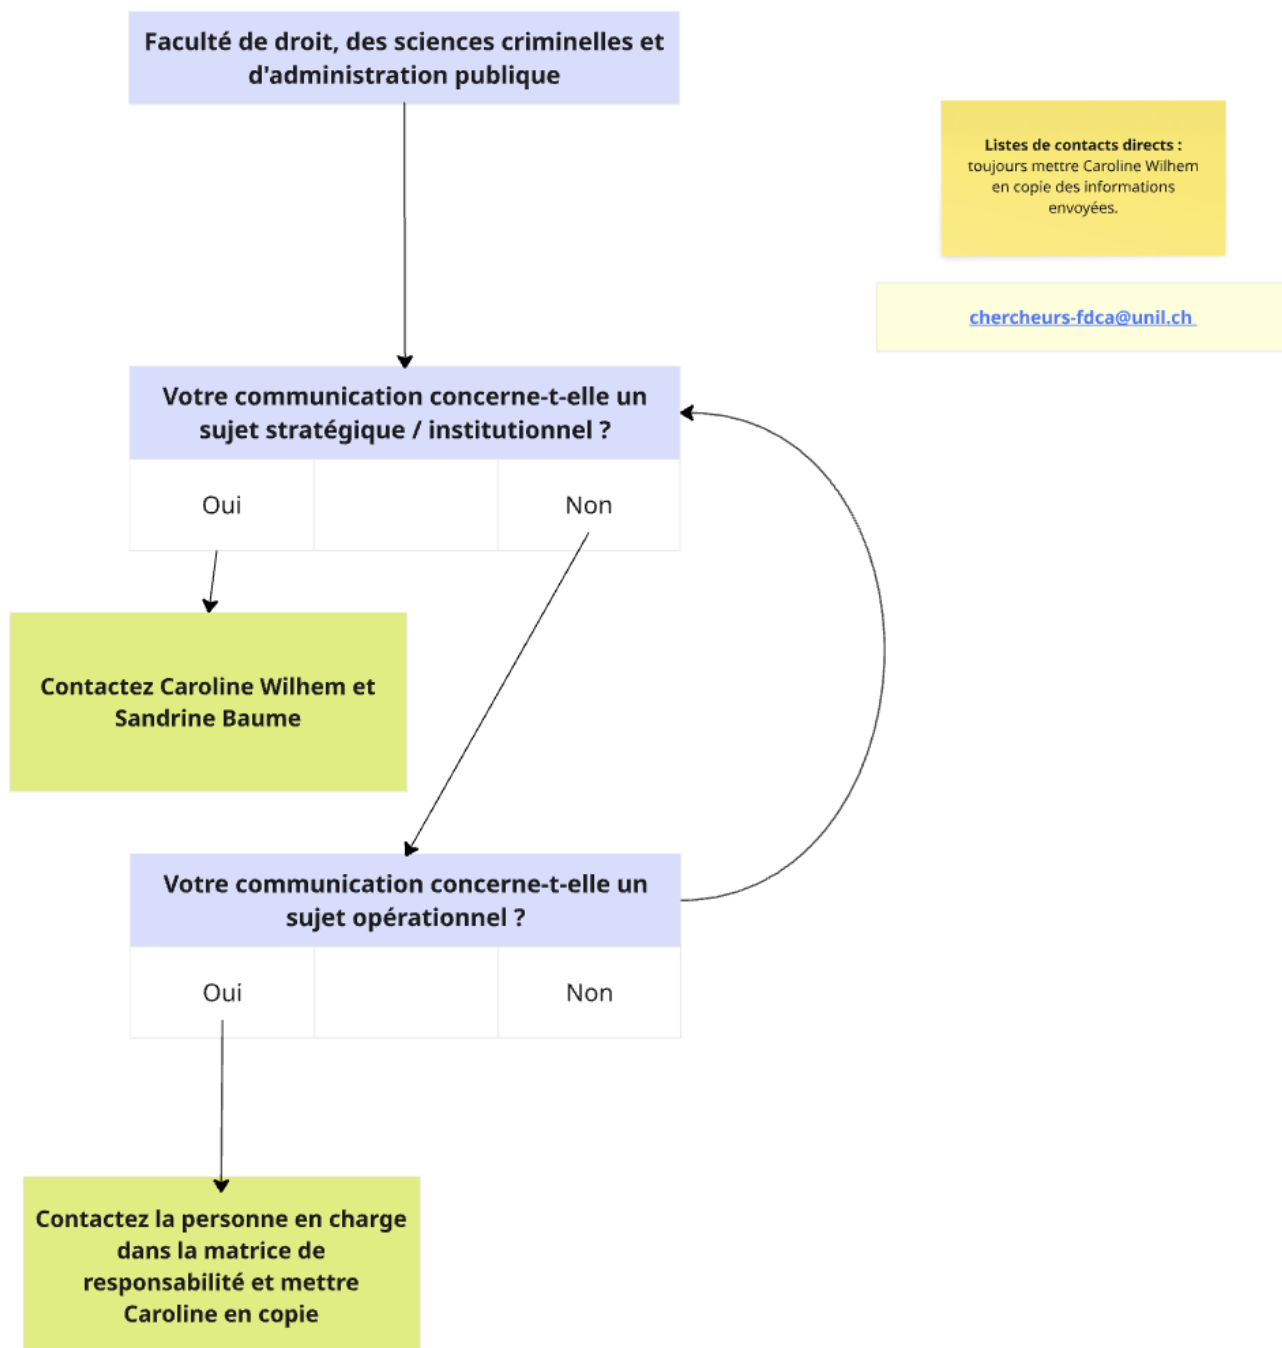 Faculté de droit, des sciences criminelles et
d'administration publique
Listes de contacts directs :
toujours mettre Caroline Wilhem
en copie des informations
envoyées.
chercheurs-fdca@unil.ch
Votre communication concerne-t-elle un
sujet stratégique / institutionnel ?
Oui
Non
Contactez Caroline Wilhem et
Sandrine Baume
Votre communication concerne-t-elle un
sujet opérationnel ?
Oui
Non
Contactez la personne en charge
dans la matrice de
responsabilité et mettre
Caroline en copie